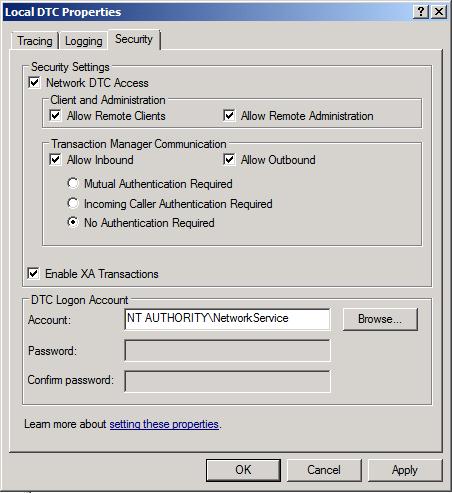 Local DTC Properties
Tracing Logging Security
Security Settings
Network DTC Access
Client and Administration
Allow Remote Clients Allow Remote Administration
Transaction Manager Communication
Allow Inbound Allow Outbound
Mutual Authentication Required
Incoming Caller Authentication Required
No Authentication Required
Enable XA Transactions
DTC Logon Account
Account: NT AUTHORITY\NetworkService Browse...
Password:
Confirm password:
Learn more about setting these properties.
OK Cancel Apply